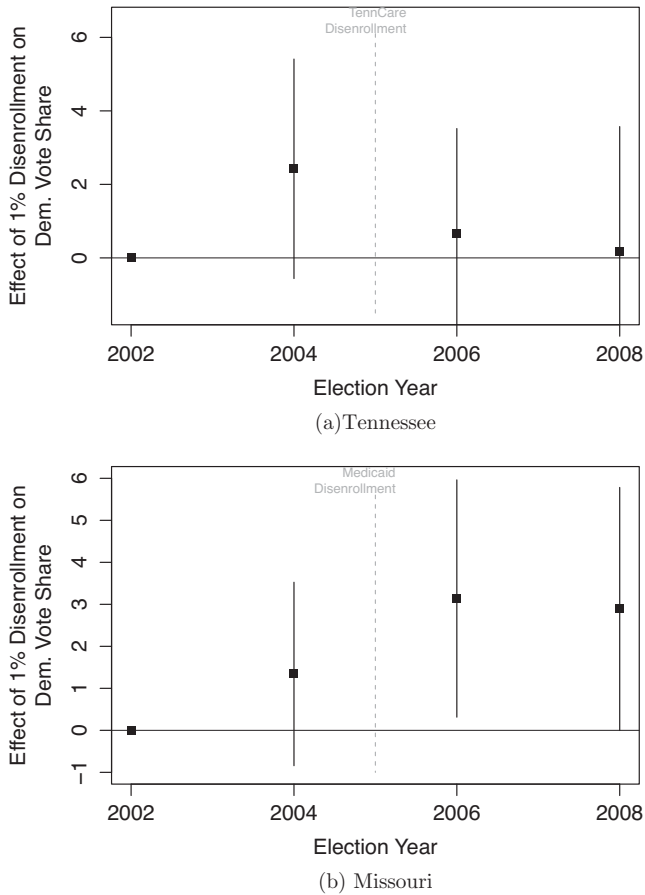 TennCare
Disenrollment
Effect of 1% Disenrollment on
Dem. Vote Share
6
4
2
0
2002 2004 2006 2008
Election Year
(a)Tennessee
Medicaid
Disenrollment
Effect of 1% Disenrollment on
Dem. Vote Share
6
5
4
3
2
1
0
−1
2002 2004 2006 2008
Election Year
(b) Missouri